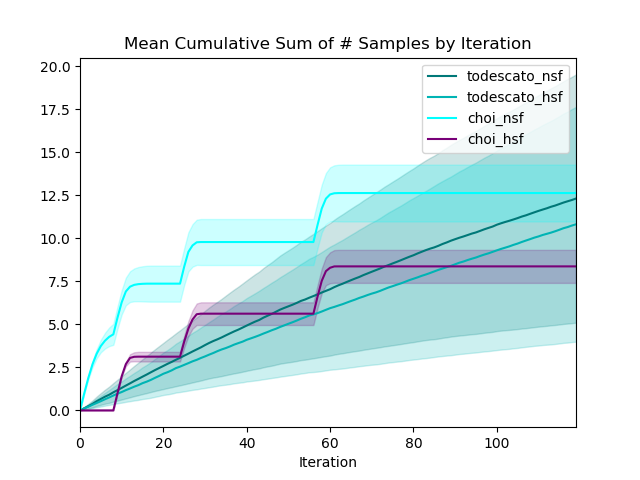 Mean Cumulative Sum of # Samples by Iteration
todescato_nsf
todescato_hsf
choi_nsf
choi_hsf
20.0
17.5
15.0
12.5
10.0
7.5
5.0
2.5
0.0
0 20 40 60 80 100
Iteration